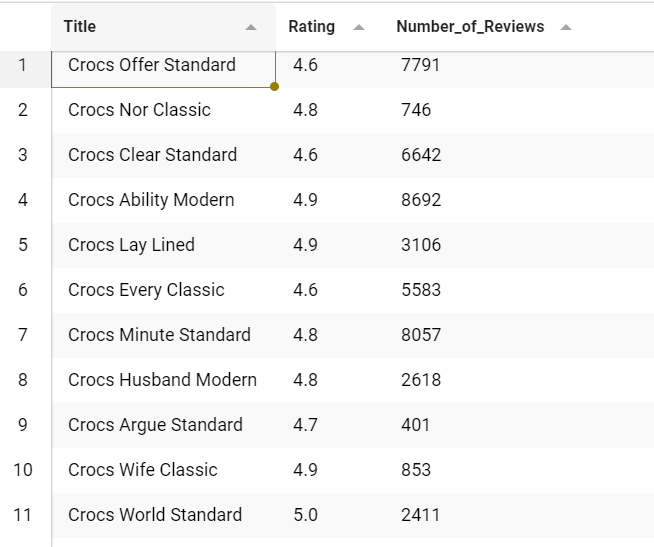 Title Rating Number_of_Reviews
1 Crocs Offer Standard 4.6 7791
2 Crocs Nor Classic 4.8 746
3 Crocs Clear Standard 4.6 6642
4 Crocs Ability Modern 4.9 8692
5 Crocs Lay Lined 4.9 3106
6 Crocs Every Classic 4.6 5583
7 Crocs Minute Standard 4.8 8057
8 Crocs Husband Modern 4.8 2618
9 Crocs Argue Standard 4.7 401
10 Crocs Wife Classic 4.9 853
11 Crocs World Standard 5.0 2411